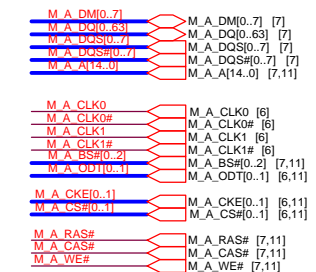 M_A_DM[0..7] M_A_DM[0..7] [7]
M_A_DQ[0..63] M_A_DQ[0..63] [7]
M_A_DQS[0..7] M_A_DQS[0..7] [7]
M_A_DQS#[0..7] M_A_DQS#[0..7] [7]
M_A_A[14..0] M_A_A[14..0] [7,11]
M_A_CLK0 M_A_CLK0 [6]
M_A_CLK0# M_A_CLK0# [6]
M_A_CLK1 M_A_CLK1 [6]
M_A_CLK1# M_A_CLK1# [6]
M_A_BS#[0..2] M_A_BS#[0..2] [7,11]
M_A_ODT[0..1] M_A_ODT[0..1] [6,11]
M_A_CKE[0..1] M_A_CKE[0..1] [6,11]
M_A_CS#[0..1] M_A_CS#[0..1] [6,11]
M_A_RAS# M_A_RAS# [7,11]
M_A_CAS# M_A_CAS# [7,11]
M_A_WE# M_A_WE# [7,11]